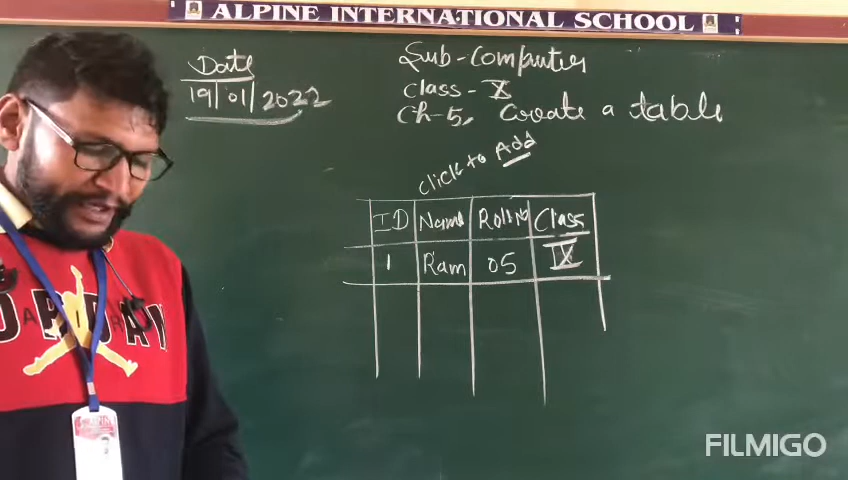 ALPINE INTERNATIONAL SCHOOL
Date
19/01/2022
Sub-Computer
Class- X
Ch-5, Create a table
Click to Add
ID Name Roll No Class
1 Ram 05 IX
JORDAN
FILMIGO